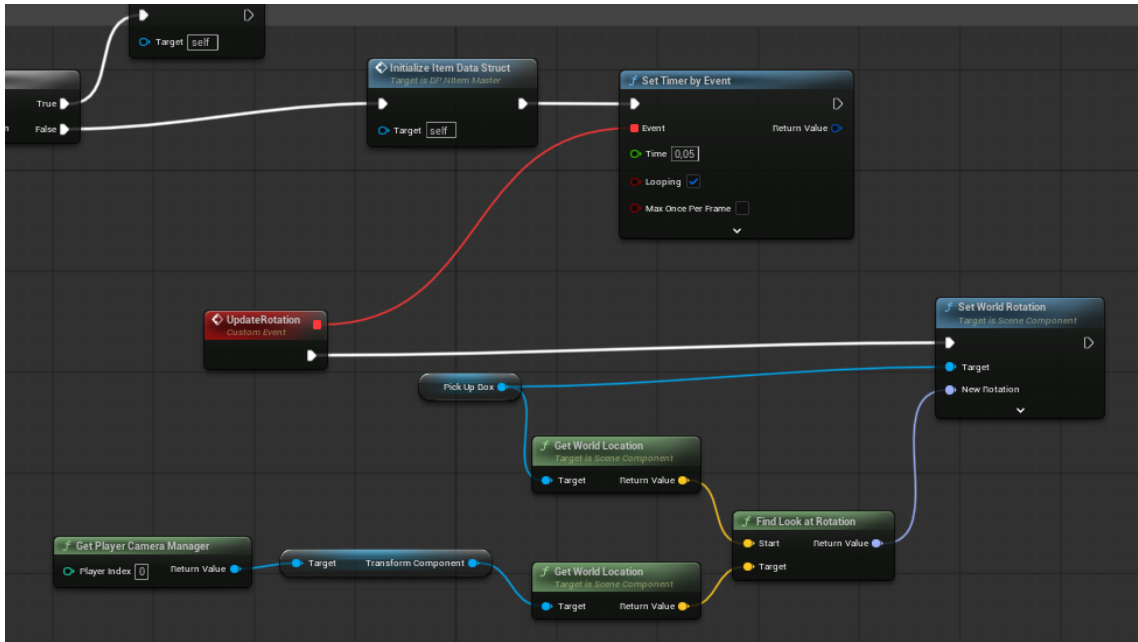 Target self
True
False
Initialize Item Data Struct
Target is BP NItem Master
Target self
Set Timer by Event
Event
Return Value
Time 0,05
Looping
Max Once Per Frame
UpdateRotation
Custom Event
Set World Rotation
Target is Scene Component
Target
New Rotation
Pick Up Box
Get World Location
Target is Scene Component
Target Return Value
Find Look at Rotation
Start Return Value
Target
Get Player Camera Manager
Player Index 0 Return Value
Target Transform Component
Get World Location
Target is Scene Component
Target Return Value